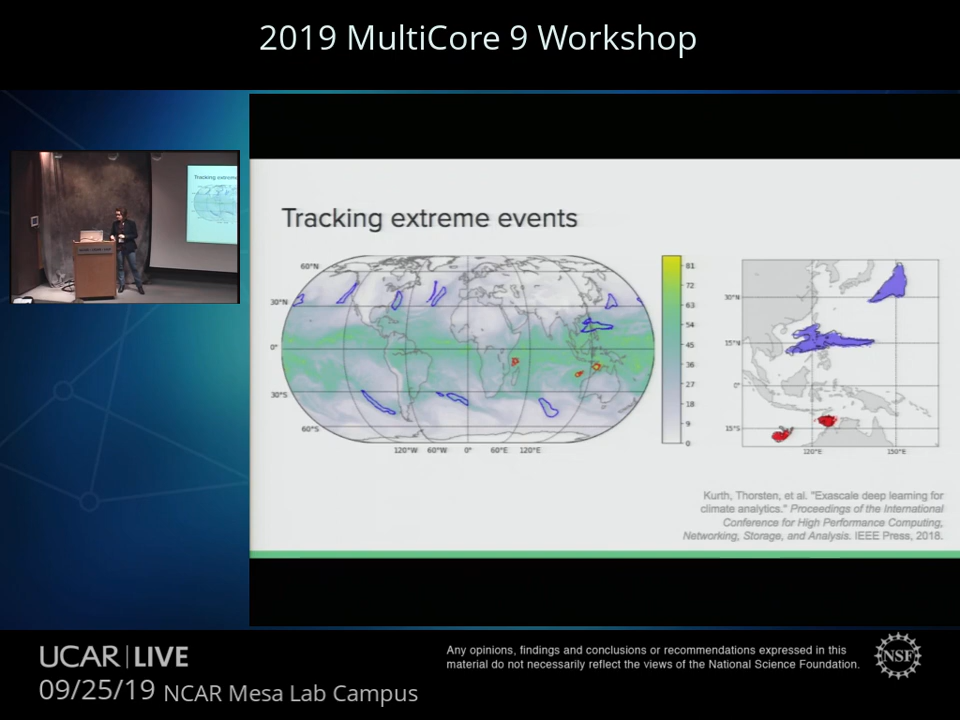 2019 MultiCore 9 Workshop
Tracking extreme
Tracking extreme events
60°N
30°N
0°
30°S
60°S
120°W 60°W 0° 60°E 120°E
81
72
63
54
45
36
27
18
9
0
30°N
15°N
0°
15°S
120°E 150°E
Kurth, Thorsten, et al. "Exascale deep learning for
climate analytics." Proceedings of the International
Conference for High Performance Computing,
Networking, Storage, and Analysis. IEEE Press, 2018.
UCAR | LIVE
09/25/19 NCAR Mesa Lab Campus
Any opinions, findings and conclusions or recommendations expressed in this
material do not necessarily reflect the views of the National Science Foundation.
NSF